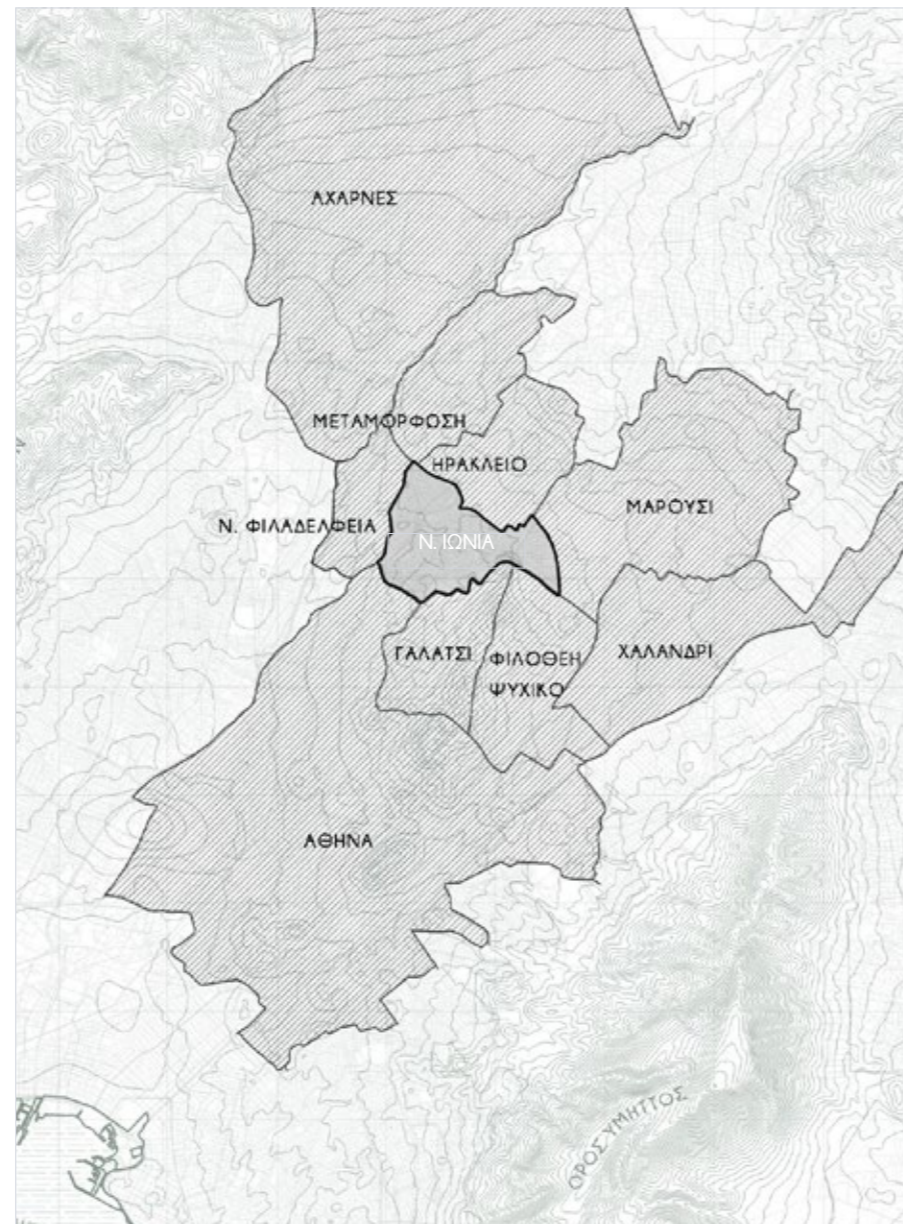 ΑΧΑΡΝΕΣ
ΜΕΤΑΜΟΡΦΩΣΗ
ΗΡΑΚΛΕΙΟ
ΜΑΡΟΥΣΙ
Ν. ΦΙΛΑΔΕΛΦΕΙΑ
Ν. ΙΩΝΙΑ
ΓΑΛΑΤΣΙ
ΦΙΛΟΘΕΗ
ΨΥΧΙΚΟ
ΧΑΛΑΝΔΡΙ
ΑΘΗΝΑ
ΟΡΟΣ ΥΜΗΤΤΟΣ